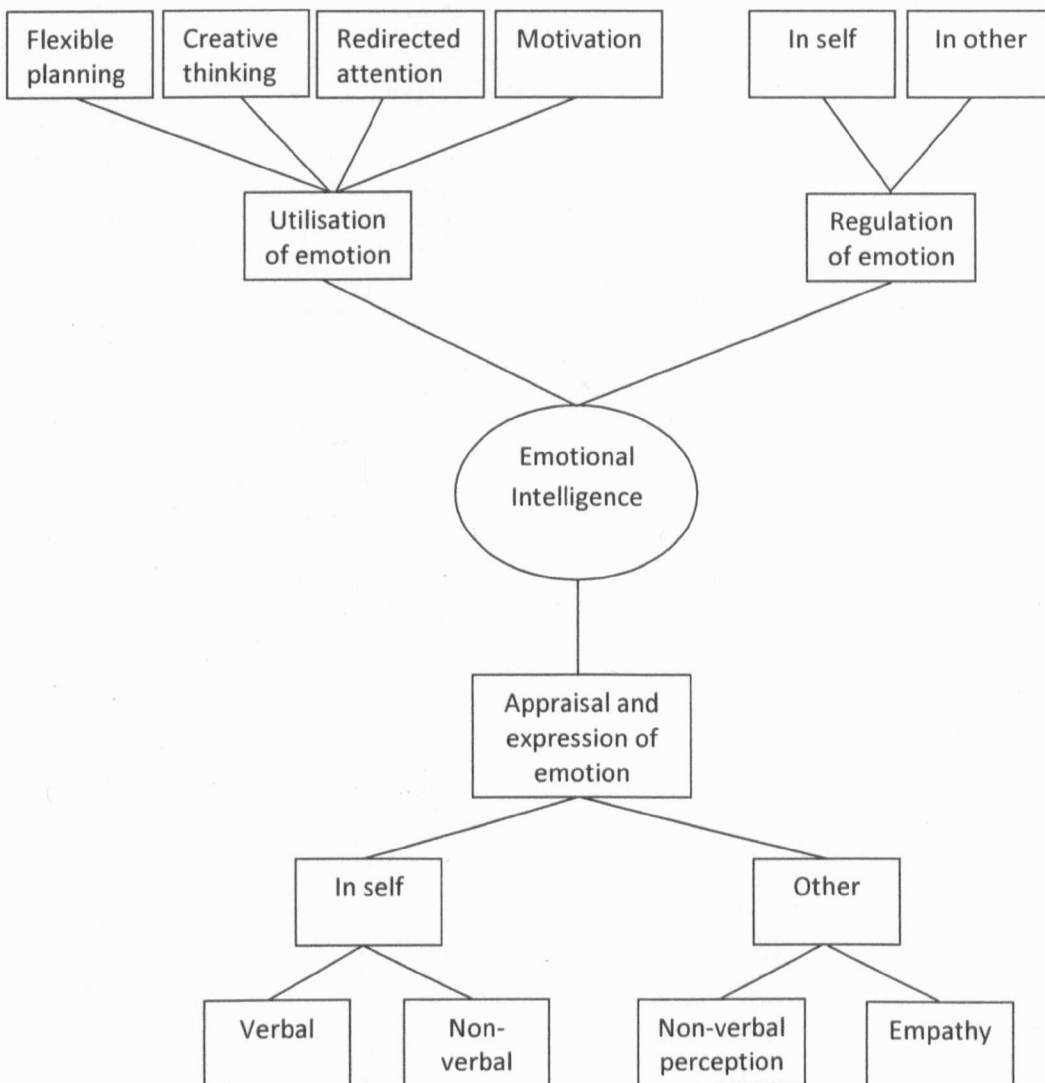 Flexible
planning
Creative
thinking
Redirected
attention
Motivation
In self
In other
Utilisation
of emotion
Regulation
of emotion
Emotional
Intelligence
Appraisal and
expression of
emotion
In self
Other
Verbal
Non-
verbal
Non-verbal
perception
Empathy